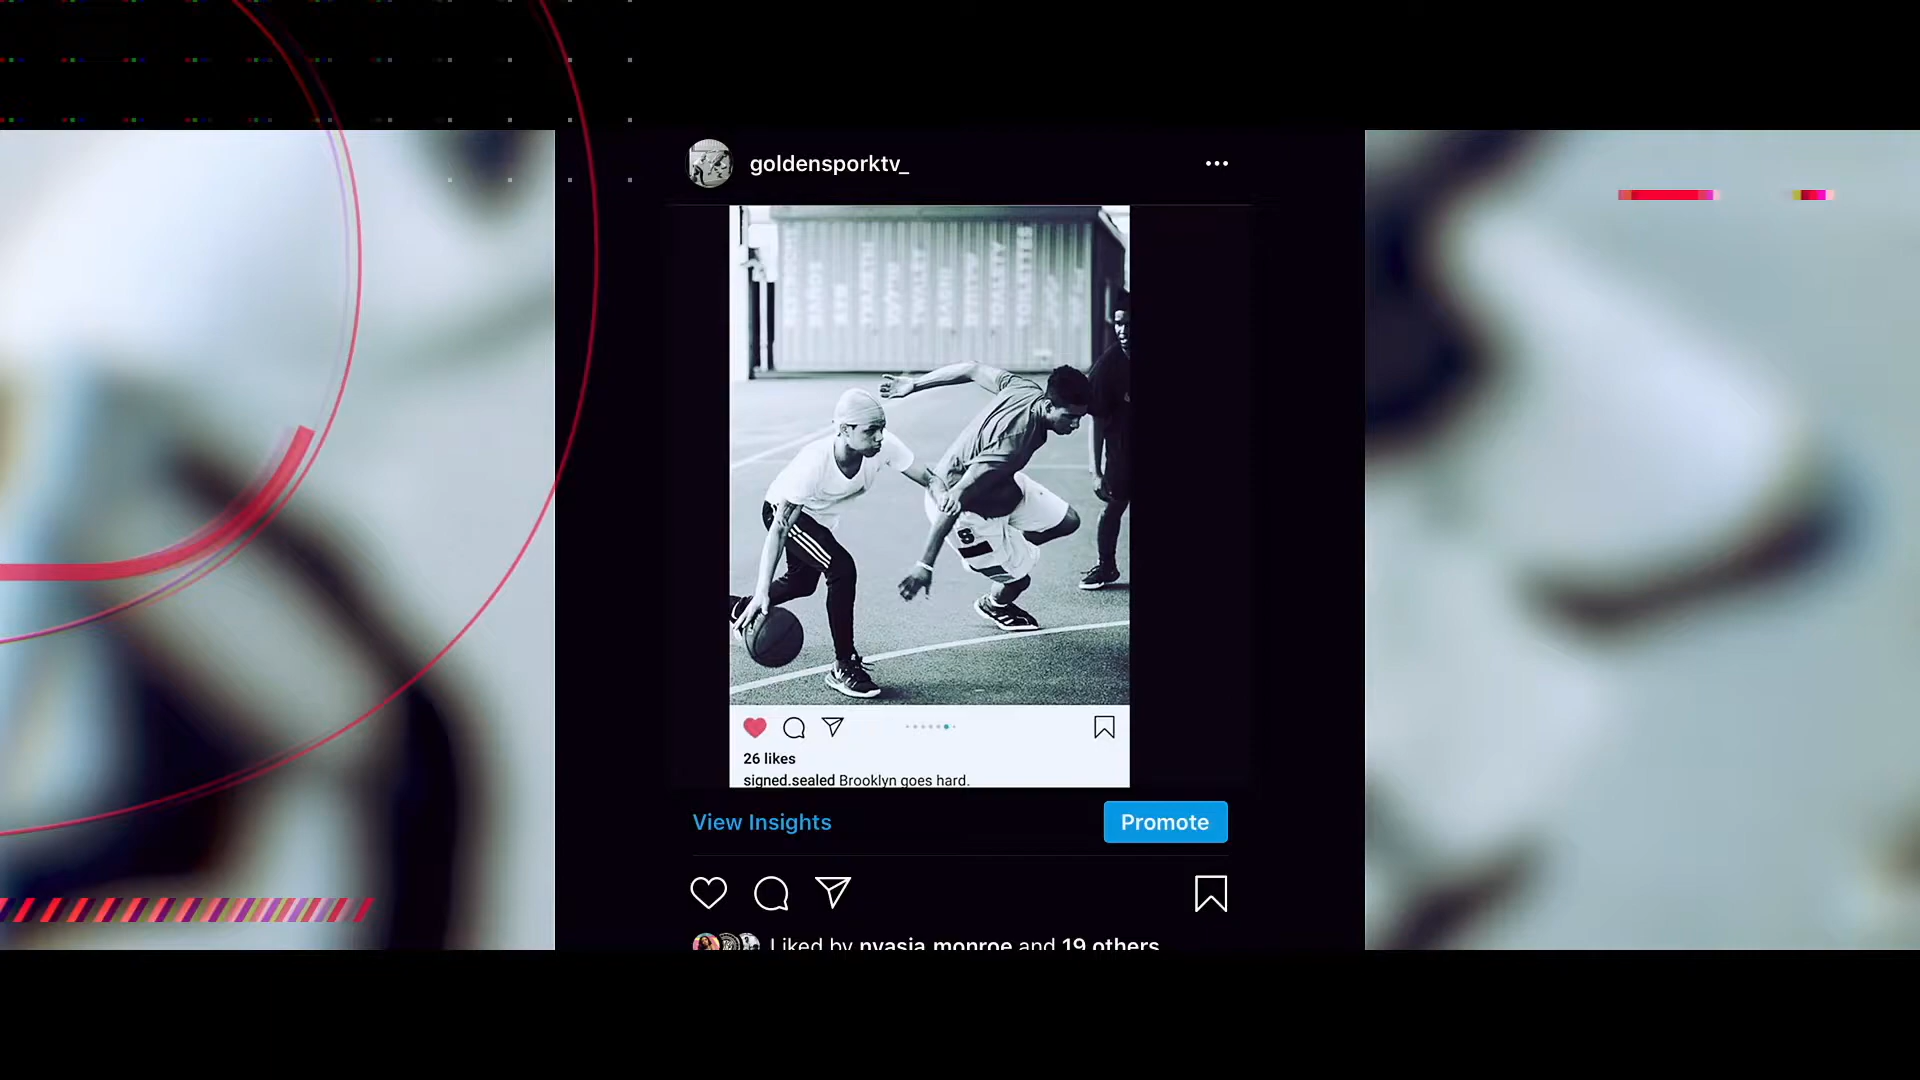 goldensporktv_
26 likes
signed.sealed Brooklyn goes hard.
View Insights
Promote
Liked by nyasia.monroe and 19 others